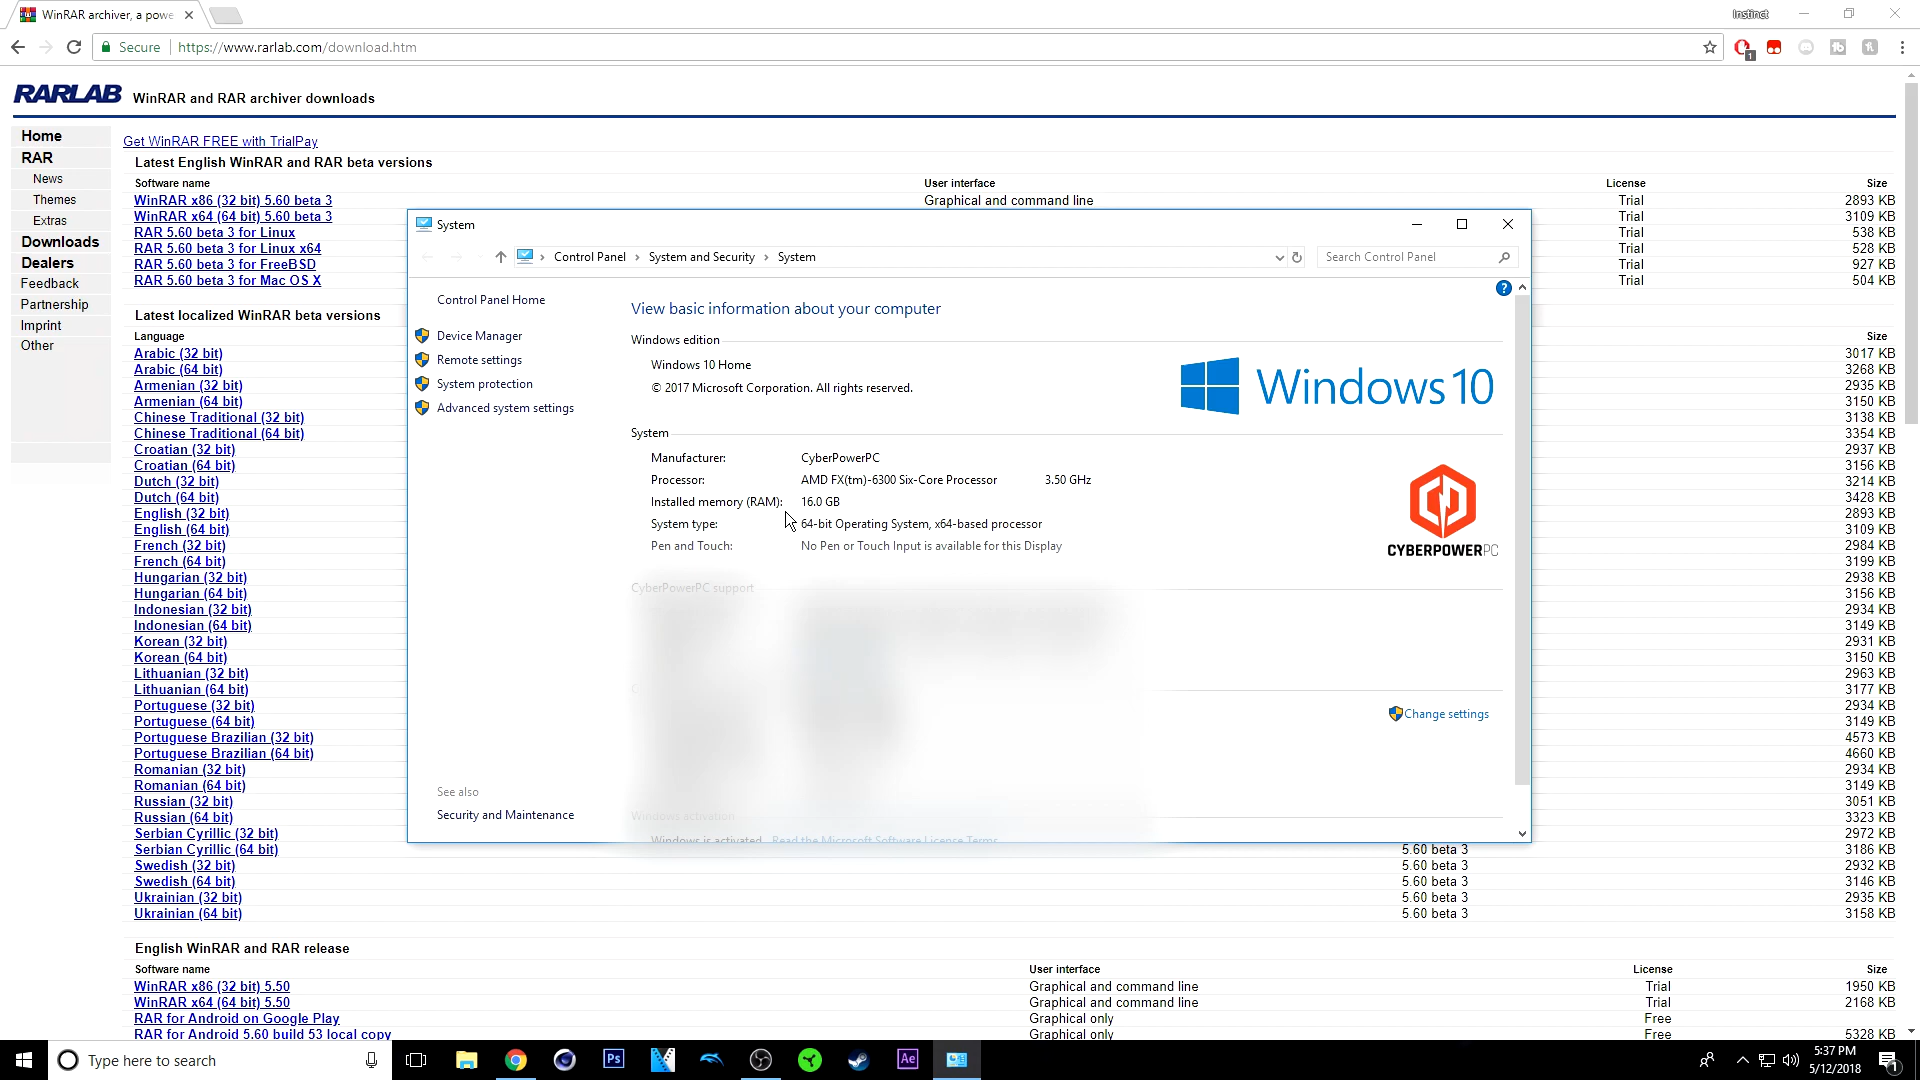 WinRAR archiver, a powe
Instinct
Secure https://www.rarlab.com/download.htm
1
RARLAB WinRAR and RAR archiver downloads
Home
RAR
News
Themes
Extras
Downloads
Dealers
Feedback
Partnership
Imprint
Other
Get WinRAR FREE with TrialPay
Latest English WinRAR and RAR beta versions
Software name User interface License Size
WinRAR x86 (32 bit) 5.60 beta 3 Graphical and command line Trial 2893 KB
WinRAR x64 (64 bit) 5.60 beta 3 Trial 3109 KB
RAR 5.60 beta 3 for Linux Trial 538 KB
RAR 5.60 beta 3 for Linux x64 Trial 528 KB
RAR 5.60 beta 3 for FreeBSD Trial 927 KB
RAR 5.60 beta 3 for Mac OS X Trial 504 KB
Latest localized WinRAR beta versions
Language Size
Arabic (32 bit) 3017 KB
Arabic (64 bit) 3268 KB
Armenian (32 bit) 2935 KB
Armenian (64 bit) 3150 KB
Chinese Traditional (32 bit) 3138 KB
Chinese Traditional (64 bit) 3354 KB
Croatian (32 bit) 2937 KB
Croatian (64 bit) 3156 KB
Dutch (32 bit) 3214 KB
Dutch (64 bit) 3428 KB
English (32 bit) 2893 KB
English (64 bit) 3109 KB
French (32 bit) 2984 KB
French (64 bit) 3199 KB
Hungarian (32 bit) 2938 KB
Hungarian (64 bit) 3156 KB
Indonesian (32 bit) 2934 KB
Indonesian (64 bit) 3149 KB
Korean (32 bit) 2931 KB
Korean (64 bit) 3150 KB
Lithuanian (32 bit) 2963 KB
Lithuanian (64 bit) 3177 KB
Portuguese (32 bit) 2934 KB
Portuguese (64 bit) 3149 KB
Portuguese Brazilian (32 bit) 4573 KB
Portuguese Brazilian (64 bit) 4660 KB
Romanian (32 bit) 2934 KB
Romanian (64 bit) 3149 KB
Russian (32 bit) 3051 KB
Russian (64 bit) 3323 KB
Serbian Cyrillic (32 bit) 2972 KB
Serbian Cyrillic (64 bit) 5.60 beta 3 3186 KB
Swedish (32 bit) 5.60 beta 3 2932 KB
Swedish (64 bit) 5.60 beta 3 3146 KB
Ukrainian (32 bit) 5.60 beta 3 2935 KB
Ukrainian (64 bit) 5.60 beta 3 3158 KB
English WinRAR and RAR release
Software name User interface License Size
WinRAR x86 (32 bit) 5.50 Graphical and command line Trial 1950 KB
WinRAR x64 (64 bit) 5.50 Graphical and command line Trial 2168 KB
RAR for Android on Google Play Graphical only Free
RAR for Android 5.60 build 53 local copy Graphical only Free 5328 KB
System
Control Panel › System and Security › System
Search Control Panel
Control Panel Home
Device Manager
Remote settings
System protection
Advanced system settings
See also
Security and Maintenance
View basic information about your computer
Windows edition
Windows 10 Home
© 2017 Microsoft Corporation. All rights reserved.
Windows 10
System
Manufacturer: CyberPowerPC
Processor: AMD FX(tm)-6300 Six-Core Processor 3.50 GHz
Installed memory (RAM): 16.0 GB
System type: 64-bit Operating System, x64-based processor
Pen and Touch: No Pen or Touch Input is available for this Display
CYBERPOWERPC
CyberPowerPC support
Change settings
Windows activation
Windows is activated Read the Microsoft Software Licence Terms
Type here to search
Ps
Ae
5:37 PM
5/12/2018
1